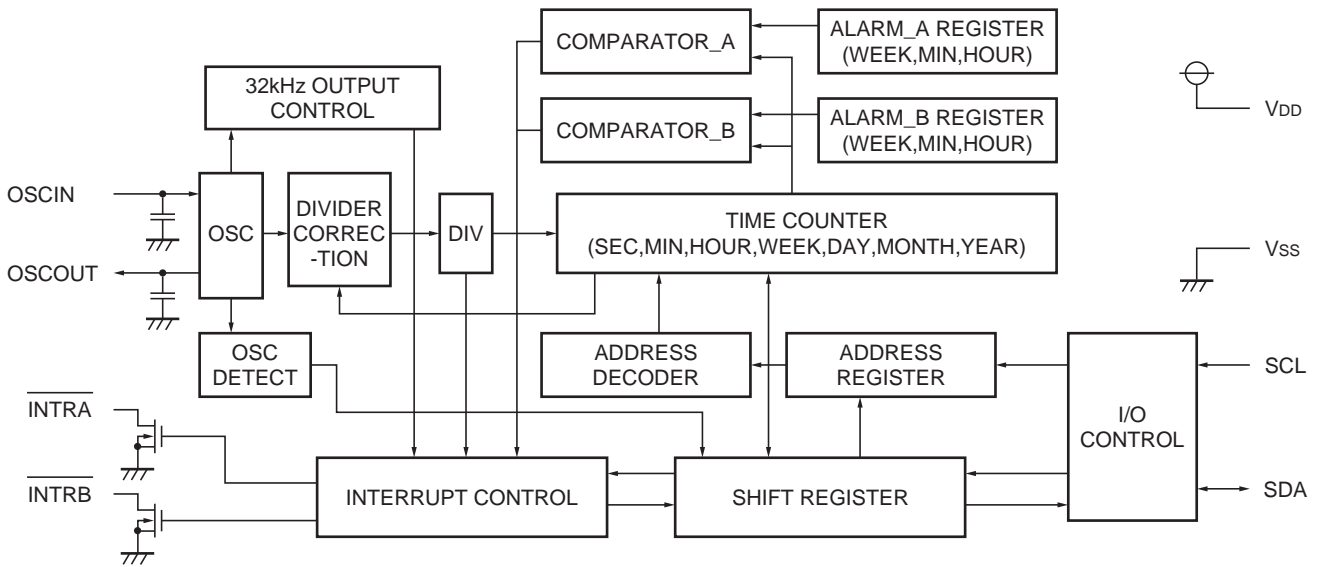 COMPARATOR_A
ALARM_A REGISTER
(WEEK,MIN,HOUR)
32kHz OUTPUT
CONTROL
VDD
COMPARATOR_B
ALARM_B REGISTER
(WEEK,MIN,HOUR)
OSCIN
OSC
DIVIDER
CORREC
-TION
DIV
TIME COUNTER
(SEC,MIN,HOUR,WEEK,DAY,MONTH,YEAR)
VSS
OSCOUT
OSC
DETECT
ADDRESS
DECODER
ADDRESS
REGISTER
SCL
INTRA
I/O
CONTROL
INTRB
INTERRUPT CONTROL
SHIFT REGISTER
SDA